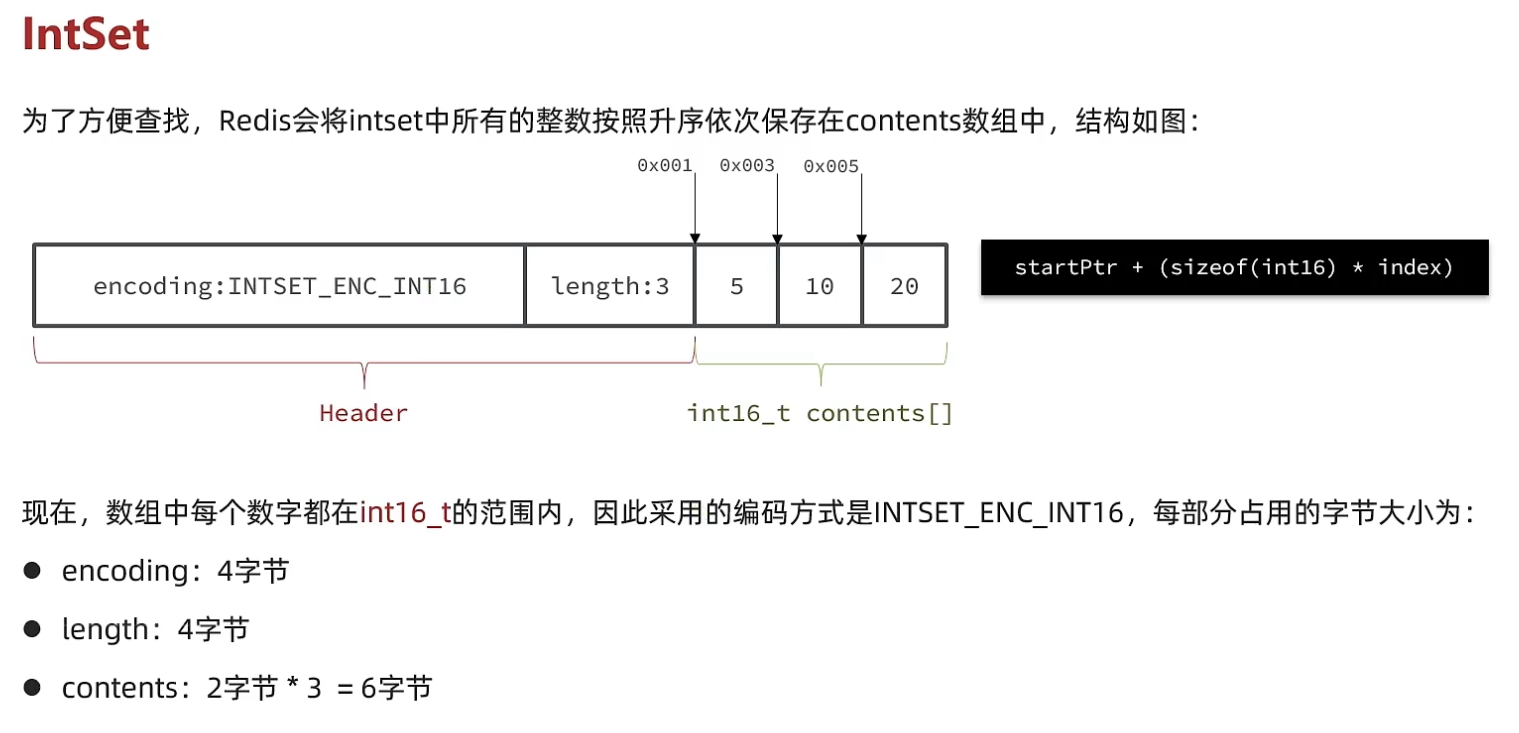 IntSet
为了方便查找，Redis会将intset中所有的整数按照升序依次保存在contents数组中，结构如图：
0x001 0x003 0x005
encoding:INTSET_ENC_INT16 length:3 5 10 20 startPtr + (sizeof(int16) * index)
Header int16_t contents[]
现在，数组中每个数字都在int16_t的范围内，因此采用的编码方式是INTSET_ENC_INT16，每部分占用的字节大小为：
● encoding：4字节
● length：4字节
● contents：2字节 * 3 = 6字节